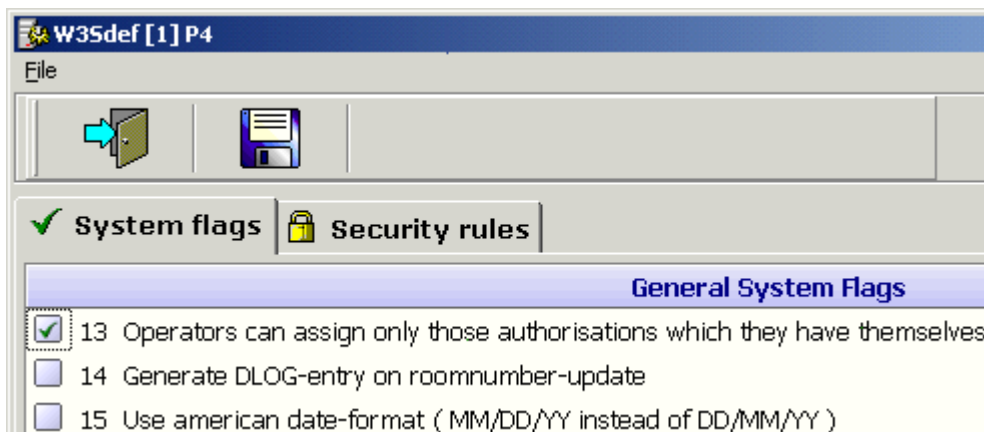 W3Sdef [1] P4
File
System flags Security rules
General System Flags
13 Operators can assign only those authorisations which they have themselves
14 Generate DLOG-entry on roomnumber-update
15 Use american date-format ( MM/DD/YY instead of DD/MM/YY )